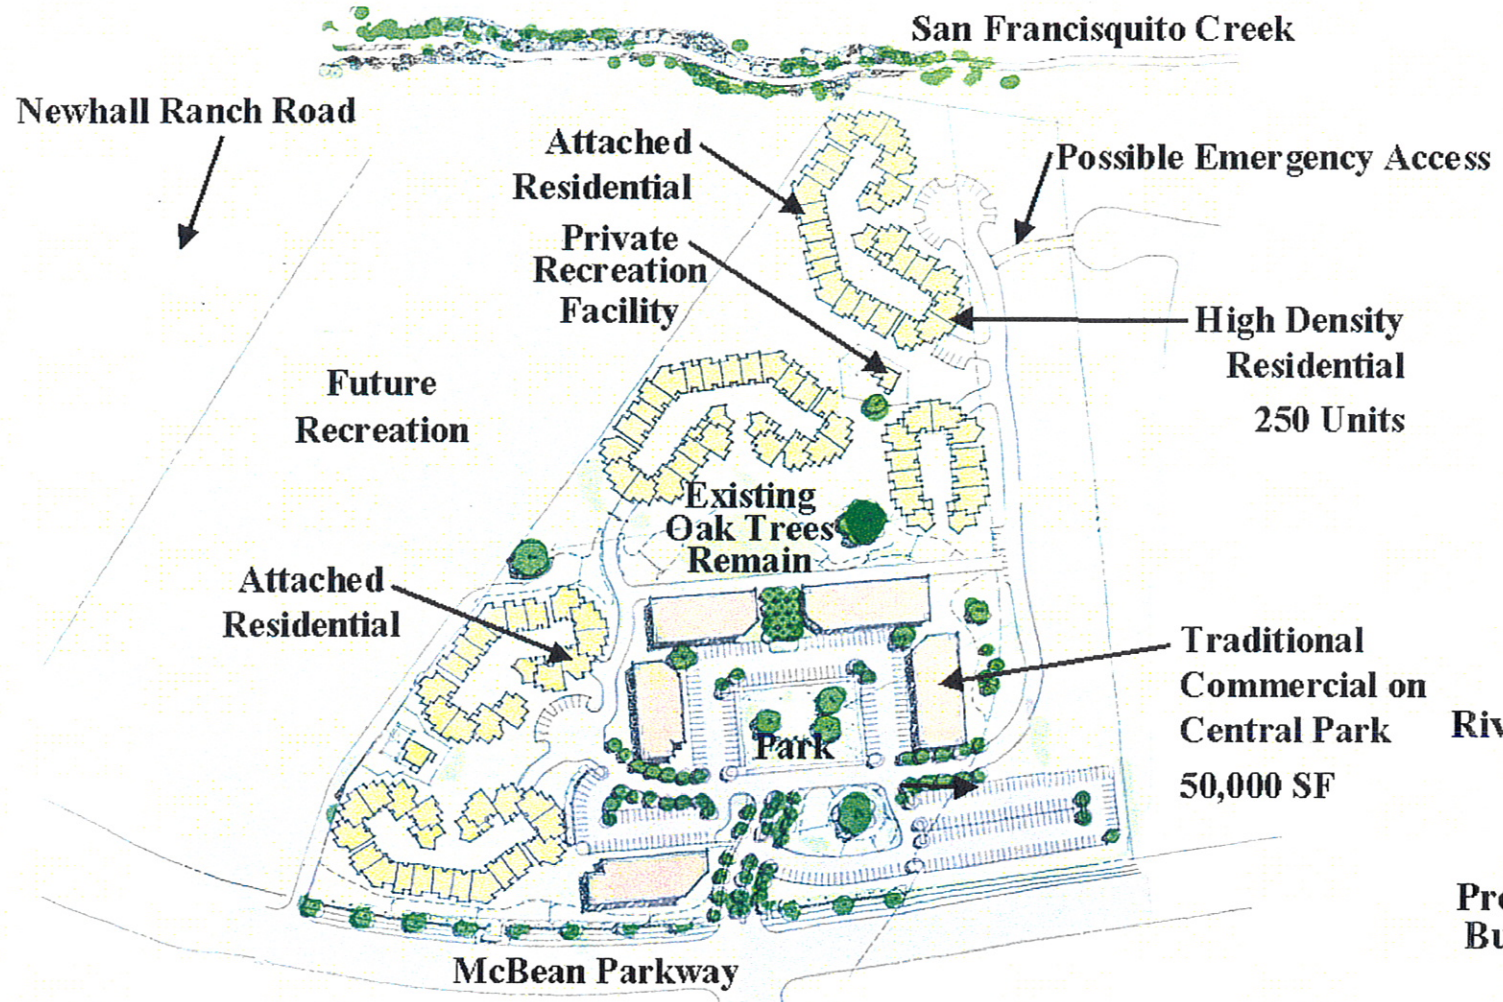 San Francisquito Creek
Newhall Ranch Road
Attached
Residential
Possible Emergency Access
Private
Recreation
Facility
High Density
Residential
250 Units
Future
Recreation
Existing
Oak Trees
Remain
Attached
Residential
Traditional
Commercial on
Central Park
50,000 SF
Park
McBean Parkway